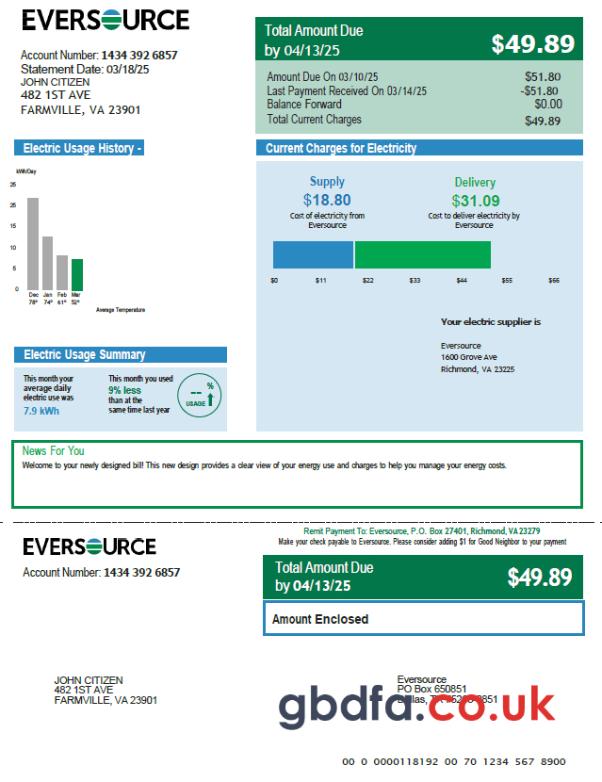 EVERSOURCE
Account Number: 1434 392 6857
Statement Date: 03/18/25
JOHN CITIZEN
482 1ST AVE
FARMVILLE, VA 23901
Total Amount Due
by 04/13/25
$49.89
Amount Due On 03/10/25 $51.80
Last Payment Received On 03/14/25 -$51.80
Balance Forward $0.00
Total Current Charges $49.89
Electric Usage History -
kWh/Day
25
20
15
10
5
0
Dec Jan Feb Mar
78° 74° 61° 52°
Average Temperature
Current Charges for Electricity
Supply
$18.80
Cost of electricity from
Eversource
Delivery
$31.09
Cost to deliver electricity by
Eversource
$0 $11 $22 $33 $44 $55 $66
Your electric supplier is
Eversource
1600 Grove Ave
Richmond, VA 23225
Electric Usage Summary
This month your
average daily
electric use was
7.9 kWh
This month you used
9% less
than at the
same time last year
%
--
USAGE
News For You
Welcome to your newly designed bill! This new design provides a clear view of your energy use and charges to help you manage your energy costs.
EVERSOURCE
Account Number: 1434 392 6857
Remit Payment To: Eversource, P.O. Box 27401, Richmond, VA 23279
Make your check payable to Eversource. Please consider adding $1 for Good Neighbor to your payment
Total Amount Due
by 04/13/25
$49.89
Amount Enclosed
JOHN CITIZEN
482 1ST AVE
FARMVILLE, VA 23901
Eversource
PO Box 650851
Dallas, TX
gbdfa.co.uk
00 0 0000118192 00 70 1234 567 8900